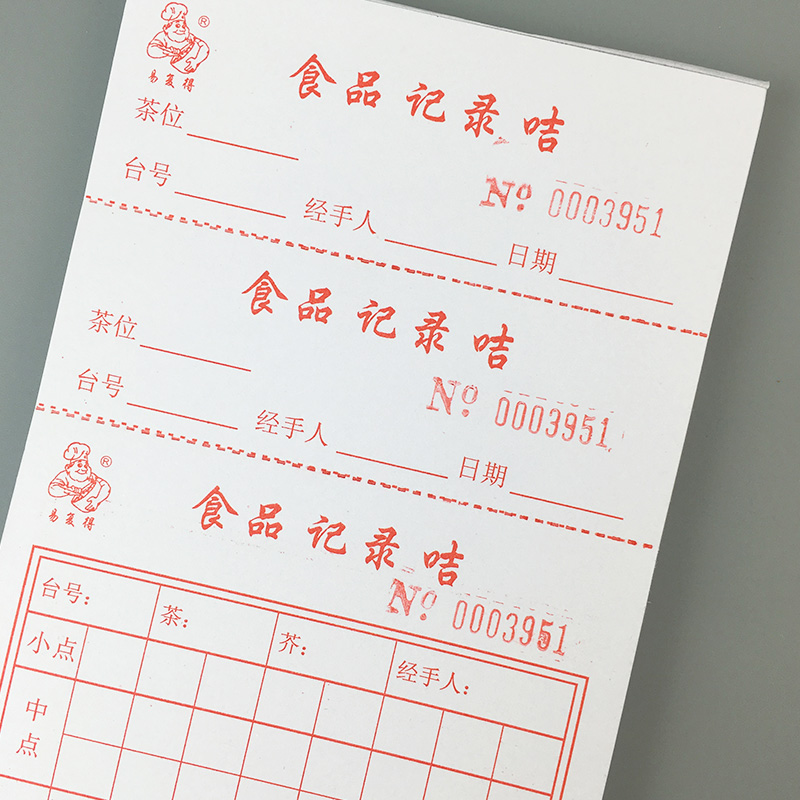 ®
易复得
食品记录咭
茶位
台号
№ 0003951
经手人
日期
食品记录咭
茶位
台号
№ 0003951
经手人
日期
®
易复得
食品记录咭
№ 0003951
台号: 茶: 芥: 经手人:
小点
中点